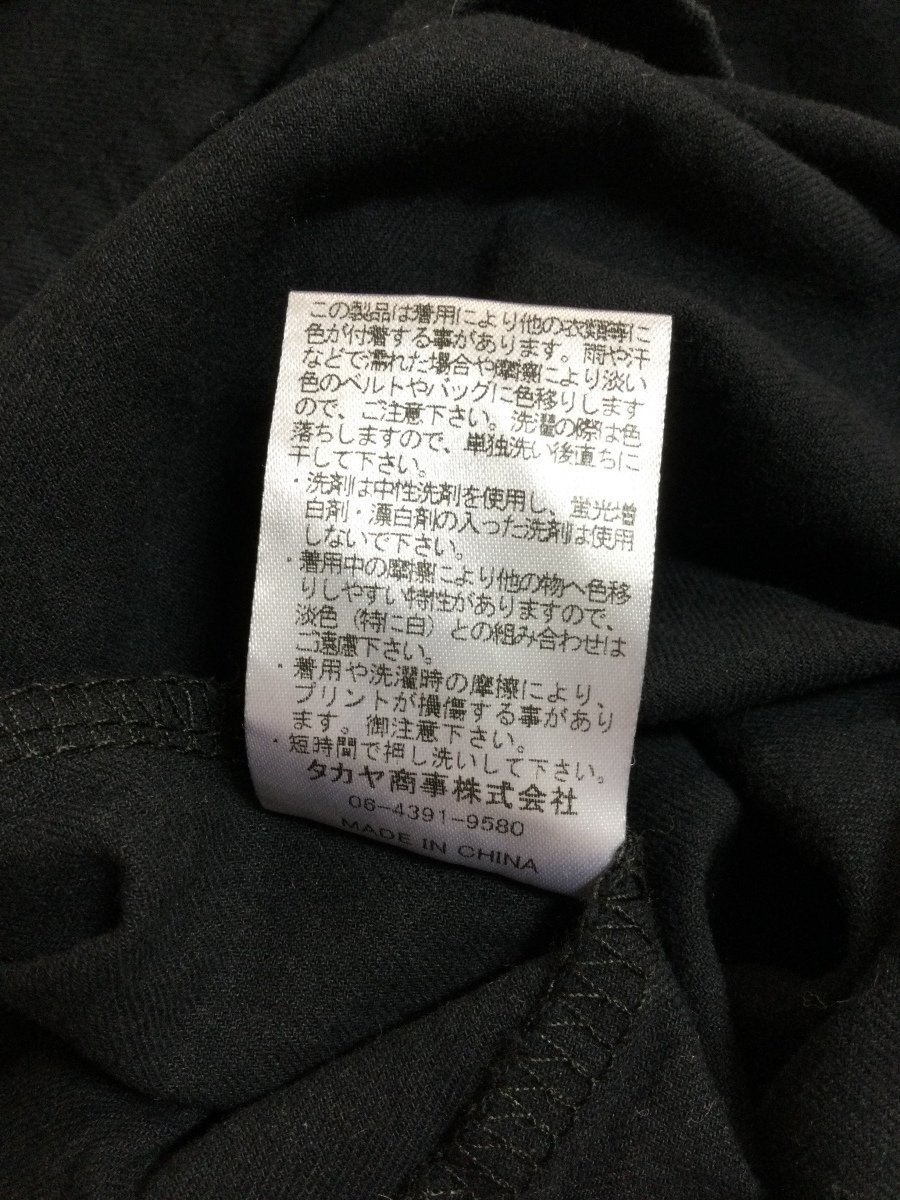 この製品は着用により他の衣類等に
色が付着する事があります。雨や汗
などで濡れた場合や摩擦により淡い
色のベルトやバッグに色移りします
ので、ご注意下さい。洗濯の際は色
落ちしますので、単独洗い後直ちに
干して下さい。
・洗剤は中性洗剤を使用し、蛍光増
白剤・漂白剤の入った洗剤は使用
しないで下さい。
・着用中の摩擦により他の物へ色移
りしやすい特性がありますので、
淡色（特に白）との組み合わせは
ご遠慮下さい。
・着用や洗濯時の摩擦により、
プリントが損傷する事があり
ます。御注意下さい。
・短時間で押し洗いして下さい。
タカヤ商事株式会社
06-4391-9580
MADE IN CHINA